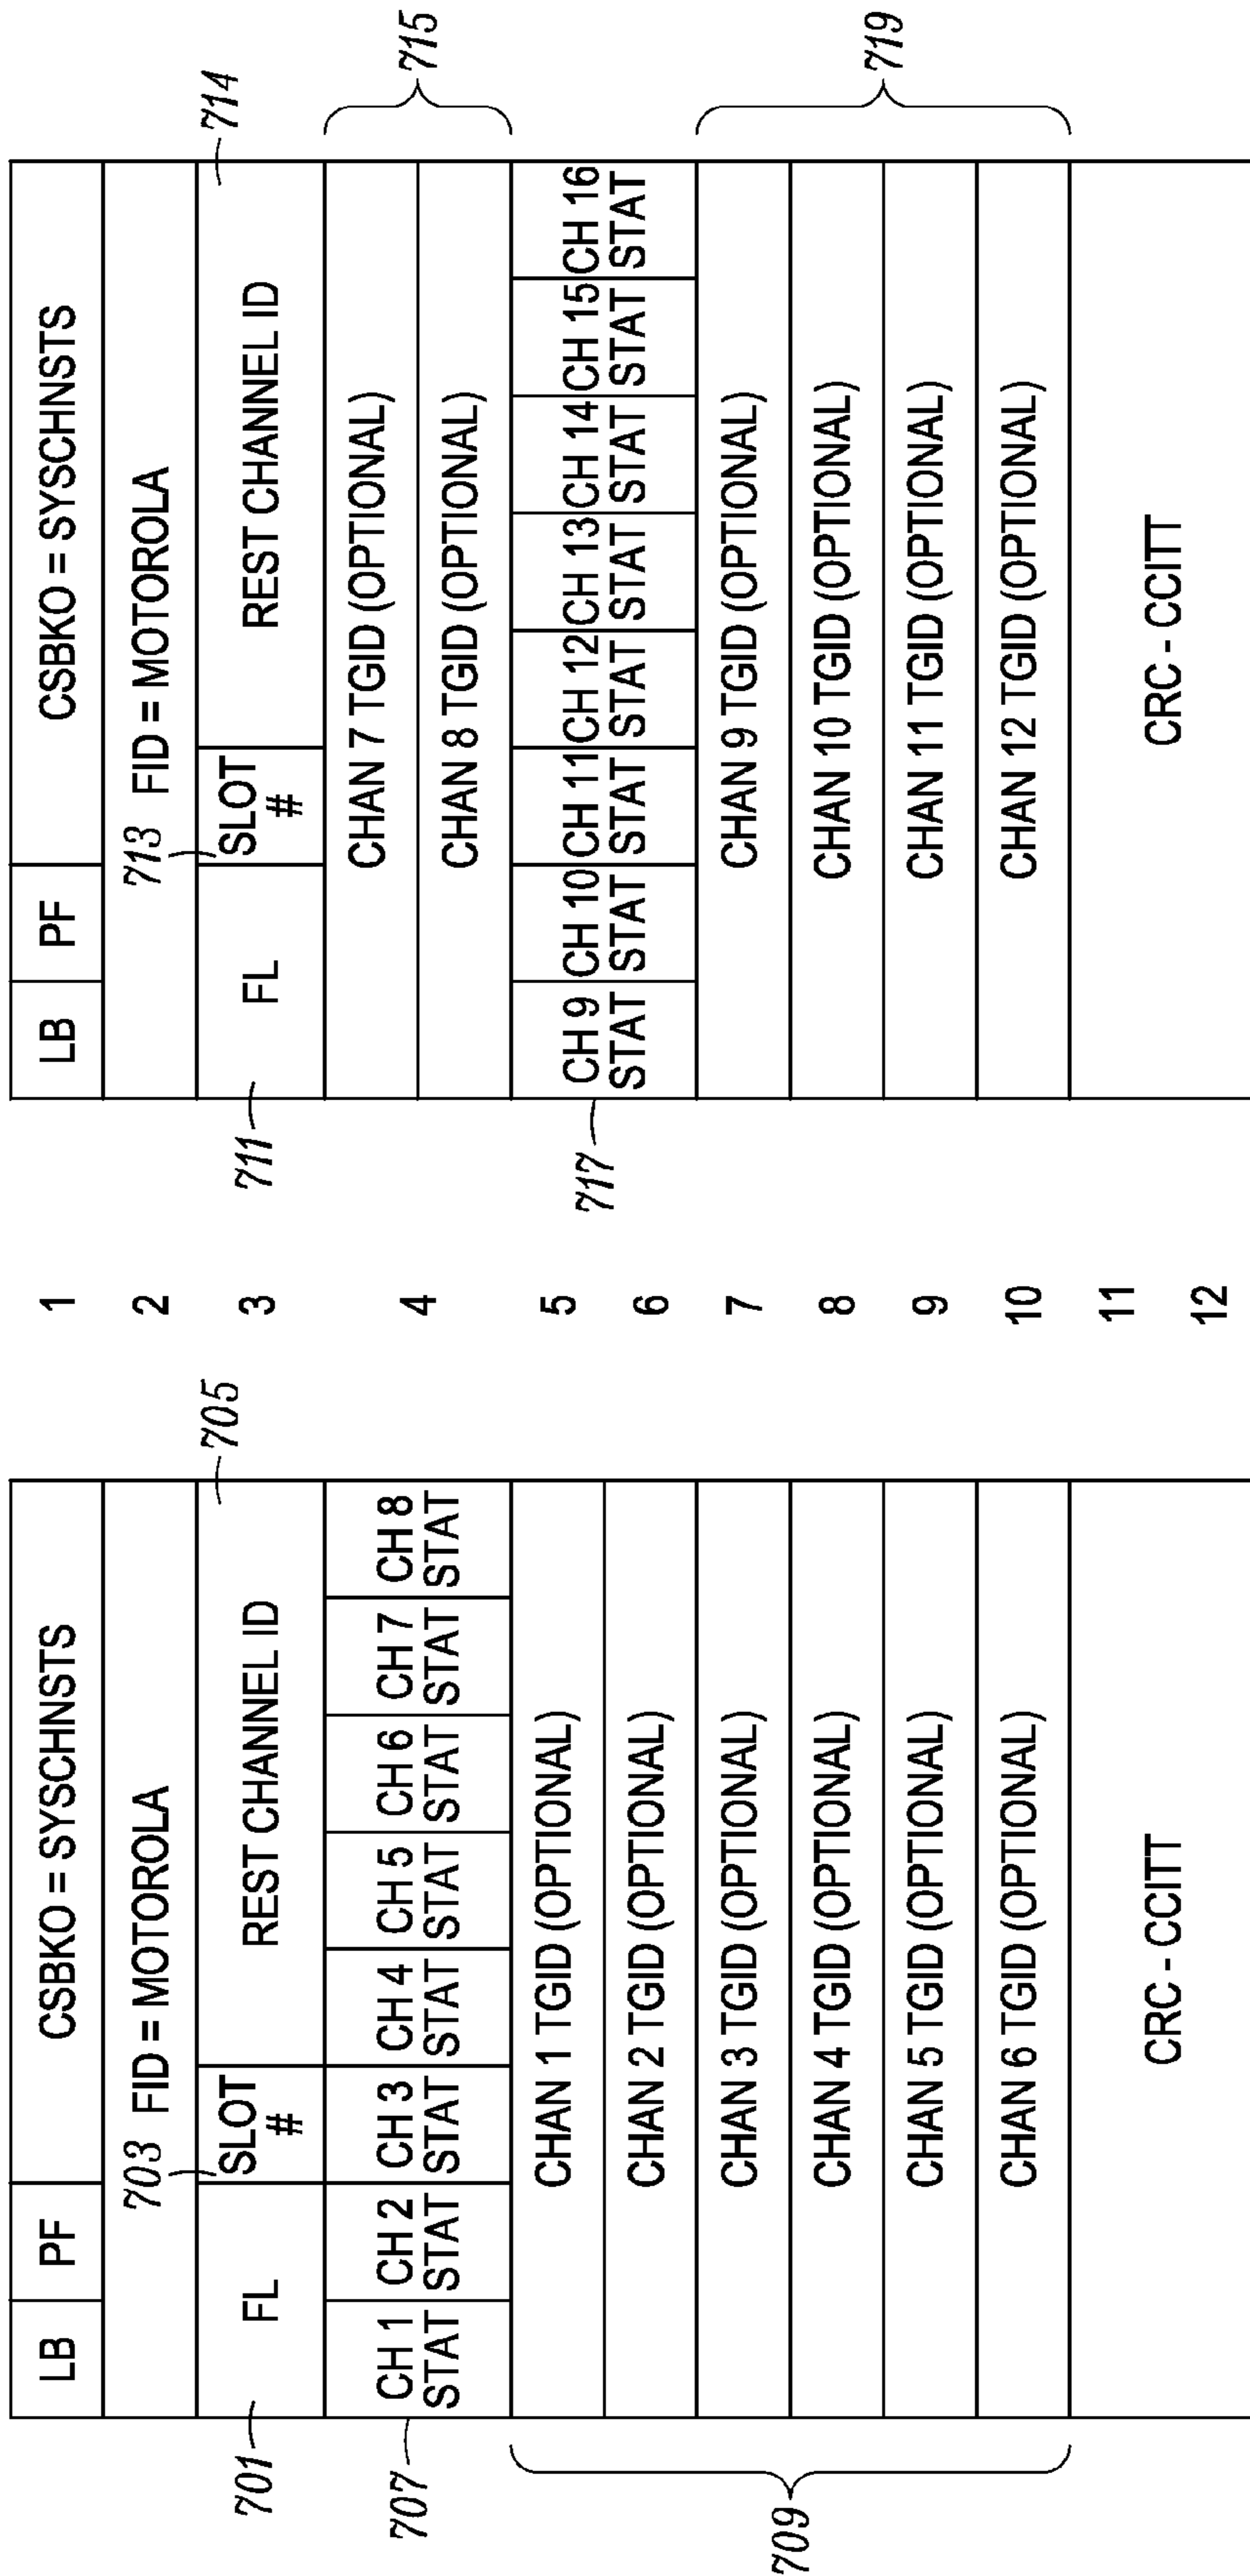 LB PF CSBKO = SYSCHNSTS
703 FID = MOTOROLA
701 FL SLOT # REST CHANNEL ID 705
707 CH 1 STAT CH 2 STAT CH 3 STAT CH 4 STAT CH 5 STAT CH 6 STAT CH 7 STAT CH 8 STAT
709
CHAN 1 TGID (OPTIONAL)
CHAN 2 TGID (OPTIONAL)
CHAN 3 TGID (OPTIONAL)
CHAN 4 TGID (OPTIONAL)
CHAN 5 TGID (OPTIONAL)
CHAN 6 TGID (OPTIONAL)
CRC - CCITT
1
2
3
4
5
6
7
8
9
10
11
12
LB PF CSBKO = SYSCHNSTS
713 FID = MOTOROLA
711 FL SLOT # REST CHANNEL ID 714
CHAN 7 TGID (OPTIONAL)
CHAN 8 TGID (OPTIONAL)
715
717 CH 9 STAT CH 10 STAT CH 11 STAT CH 12 STAT CH 13 STAT CH 14 STAT CH 15 STAT CH 16 STAT
CHAN 9 TGID (OPTIONAL)
CHAN 10 TGID (OPTIONAL)
CHAN 11 TGID (OPTIONAL)
CHAN 12 TGID (OPTIONAL)
719
CRC - CCITT